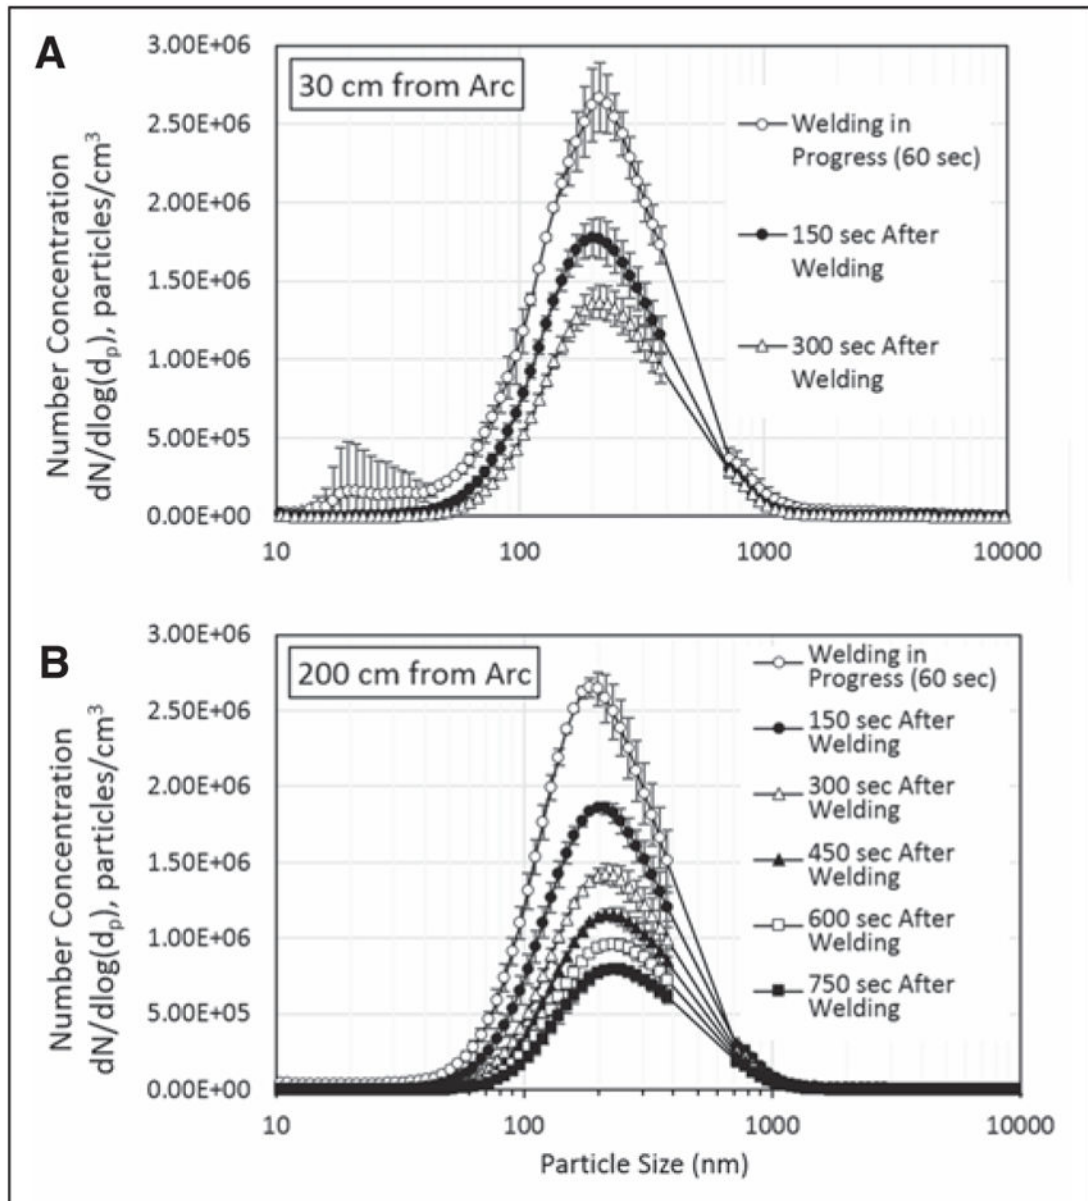 A
30 cm from Arc
Number Concentration
dN/dlog(dp), particles/cm3
3.00E+06
2.50E+06
2.00E+06
1.50E+06
1.00E+06
5.00E+05
0.00E+00
10
100
1000
10000
Welding in
Progress (60 sec)
150 sec After
Welding
300 sec After
Welding
B
200 cm from Arc
Number Concentration
dN/dlog(dp), particles/cm3
3.00E+06
2.50E+06
2.00E+06
1.50E+06
1.00E+06
5.00E+05
0.00E+00
10
100
1000
10000
Particle Size (nm)
Welding in
Progress (60 sec)
150 sec After
Welding
300 sec After
Welding
450 sec After
Welding
600 sec After
Welding
750 sec After
Welding